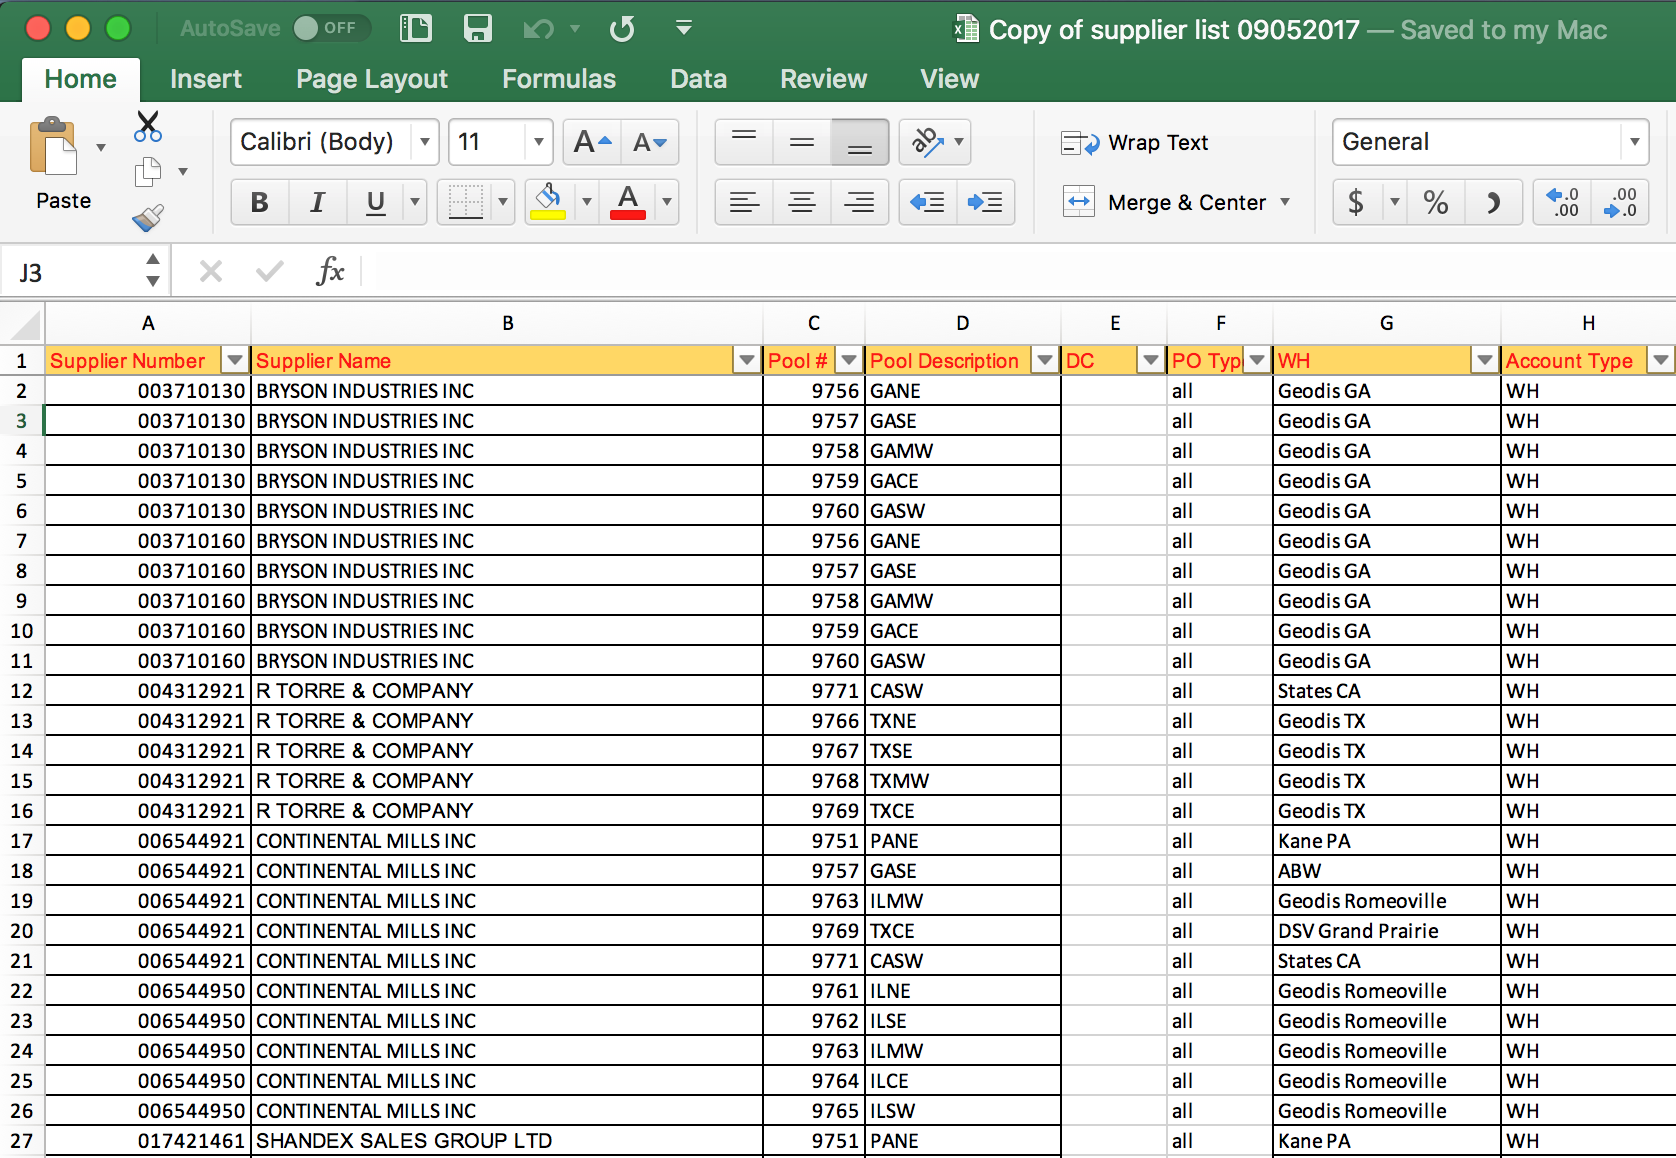 AutoSave OFF Copy of supplier list 09052017 — Saved to my Mac
Home Insert Page Layout Formulas Data Review View
Calibri (Body) 11 A A ab Wrap Text General
Paste B I U A Merge & Center $ % .0 .00 .00 .0
J3 fx
A B C D E F G H
1 Supplier Number Supplier Name Pool # Pool Description DC PO Typ WH Account Type
2 003710130 BRYSON INDUSTRIES INC 9756 GANE all Geodis GA WH
3 003710130 BRYSON INDUSTRIES INC 9757 GASE all Geodis GA WH
4 003710130 BRYSON INDUSTRIES INC 9758 GAMW all Geodis GA WH
5 003710130 BRYSON INDUSTRIES INC 9759 GACE all Geodis GA WH
6 003710130 BRYSON INDUSTRIES INC 9760 GASW all Geodis GA WH
7 003710160 BRYSON INDUSTRIES INC 9756 GANE all Geodis GA WH
8 003710160 BRYSON INDUSTRIES INC 9757 GASE all Geodis GA WH
9 003710160 BRYSON INDUSTRIES INC 9758 GAMW all Geodis GA WH
10 003710160 BRYSON INDUSTRIES INC 9759 GACE all Geodis GA WH
11 003710160 BRYSON INDUSTRIES INC 9760 GASW all Geodis GA WH
12 004312921 R TORRE & COMPANY 9771 CASW all States CA WH
13 004312921 R TORRE & COMPANY 9766 TXNE all Geodis TX WH
14 004312921 R TORRE & COMPANY 9767 TXSE all Geodis TX WH
15 004312921 R TORRE & COMPANY 9768 TXMW all Geodis TX WH
16 004312921 R TORRE & COMPANY 9769 TXCE all Geodis TX WH
17 006544921 CONTINENTAL MILLS INC 9751 PANE all Kane PA WH
18 006544921 CONTINENTAL MILLS INC 9757 GASE all ABW WH
19 006544921 CONTINENTAL MILLS INC 9763 ILMW all Geodis Romeoville WH
20 006544921 CONTINENTAL MILLS INC 9769 TXCE all DSV Grand Prairie WH
21 006544921 CONTINENTAL MILLS INC 9771 CASW all States CA WH
22 006544950 CONTINENTAL MILLS INC 9761 ILNE all Geodis Romeoville WH
23 006544950 CONTINENTAL MILLS INC 9762 ILSE all Geodis Romeoville WH
24 006544950 CONTINENTAL MILLS INC 9763 ILMW all Geodis Romeoville WH
25 006544950 CONTINENTAL MILLS INC 9764 ILCE all Geodis Romeoville WH
26 006544950 CONTINENTAL MILLS INC 9765 ILSW all Geodis Romeoville WH
27 017421461 SHANDEX SALES GROUP LTD 9751 PANE all Kane PA WH